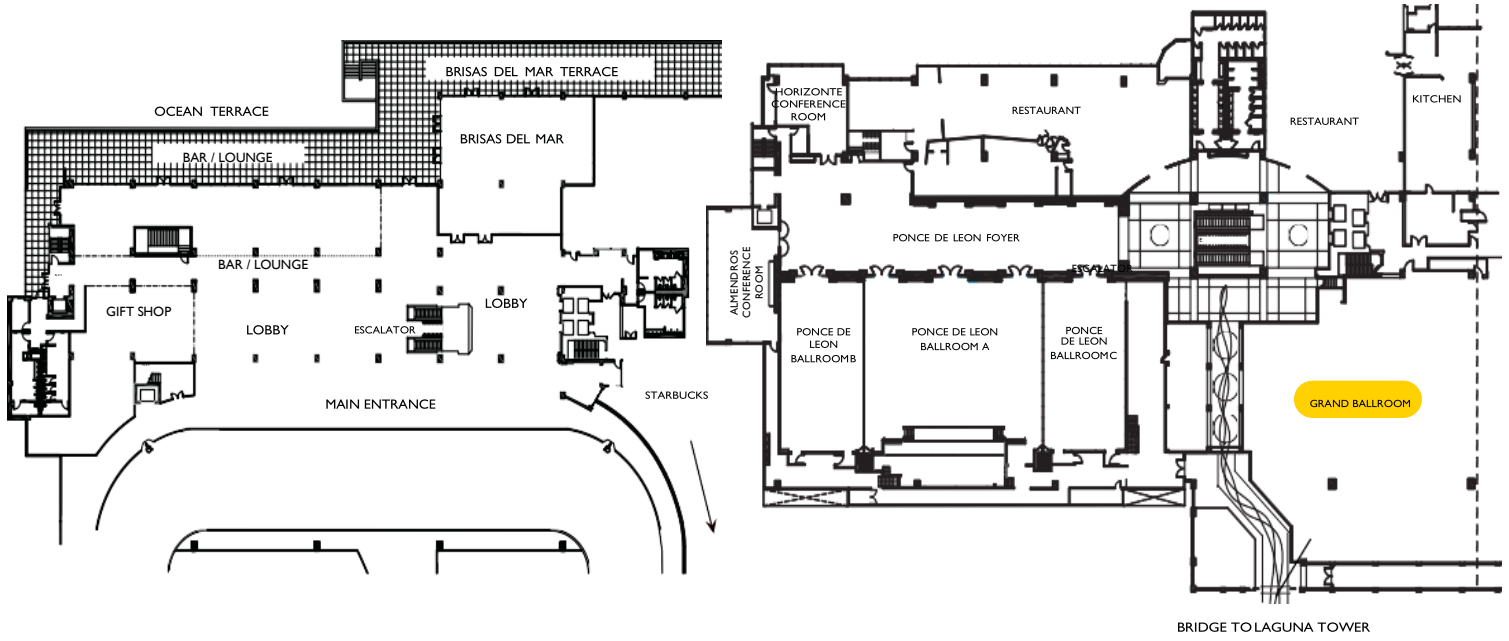 BRISAS DEL MAR TERRACE
OCEAN TERRACE
BRISAS DEL MAR
BAR / LOUNGE
BAR / LOUNGE
GIFT SHOP
LOBBY
ESCALATOR
LOBBY
MAIN ENTRANCE
STARBUCKS
HORIZONTE
CONFERENCE
ROOM
RESTAURANT
RESTAURANT
KITCHEN
PONCE DE LEON FOYER
ESCALATOR
ALMENDROS
CONFERENCE
ROOM
PONCE DE
LEON
BALLROOM B
PONCE DE LEON
BALLROOM A
PONCE
DE LEON
BALLROOM C
GRAND BALLROOM
BRIDGE TO LAGUNA TOWER